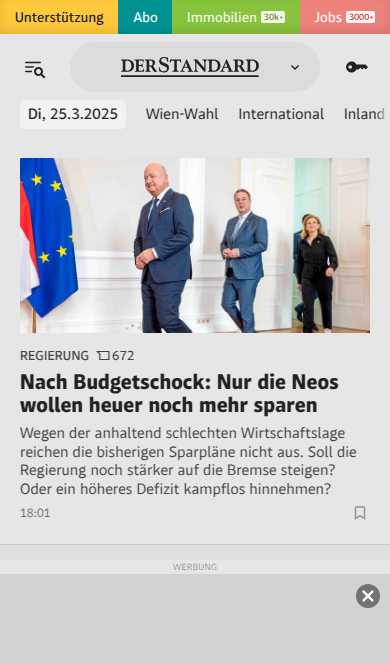 Unterstützung Abo Immobilien 30k+ Jobs 3000+
DERSTANDARD
Di, 25.3.2025 Wien-Wahl International Inland
REGIERUNG 672
Nach Budgetschock: Nur die Neos
wollen heuer noch mehr sparen
Wegen der anhaltend schlechten Wirtschaftslage
reichen die bisherigen Sparpläne nicht aus. Soll die
Regierung noch stärker auf die Bremse steigen?
Oder ein höheres Defizit kampflos hinnehmen?
18:01
WERBUNG